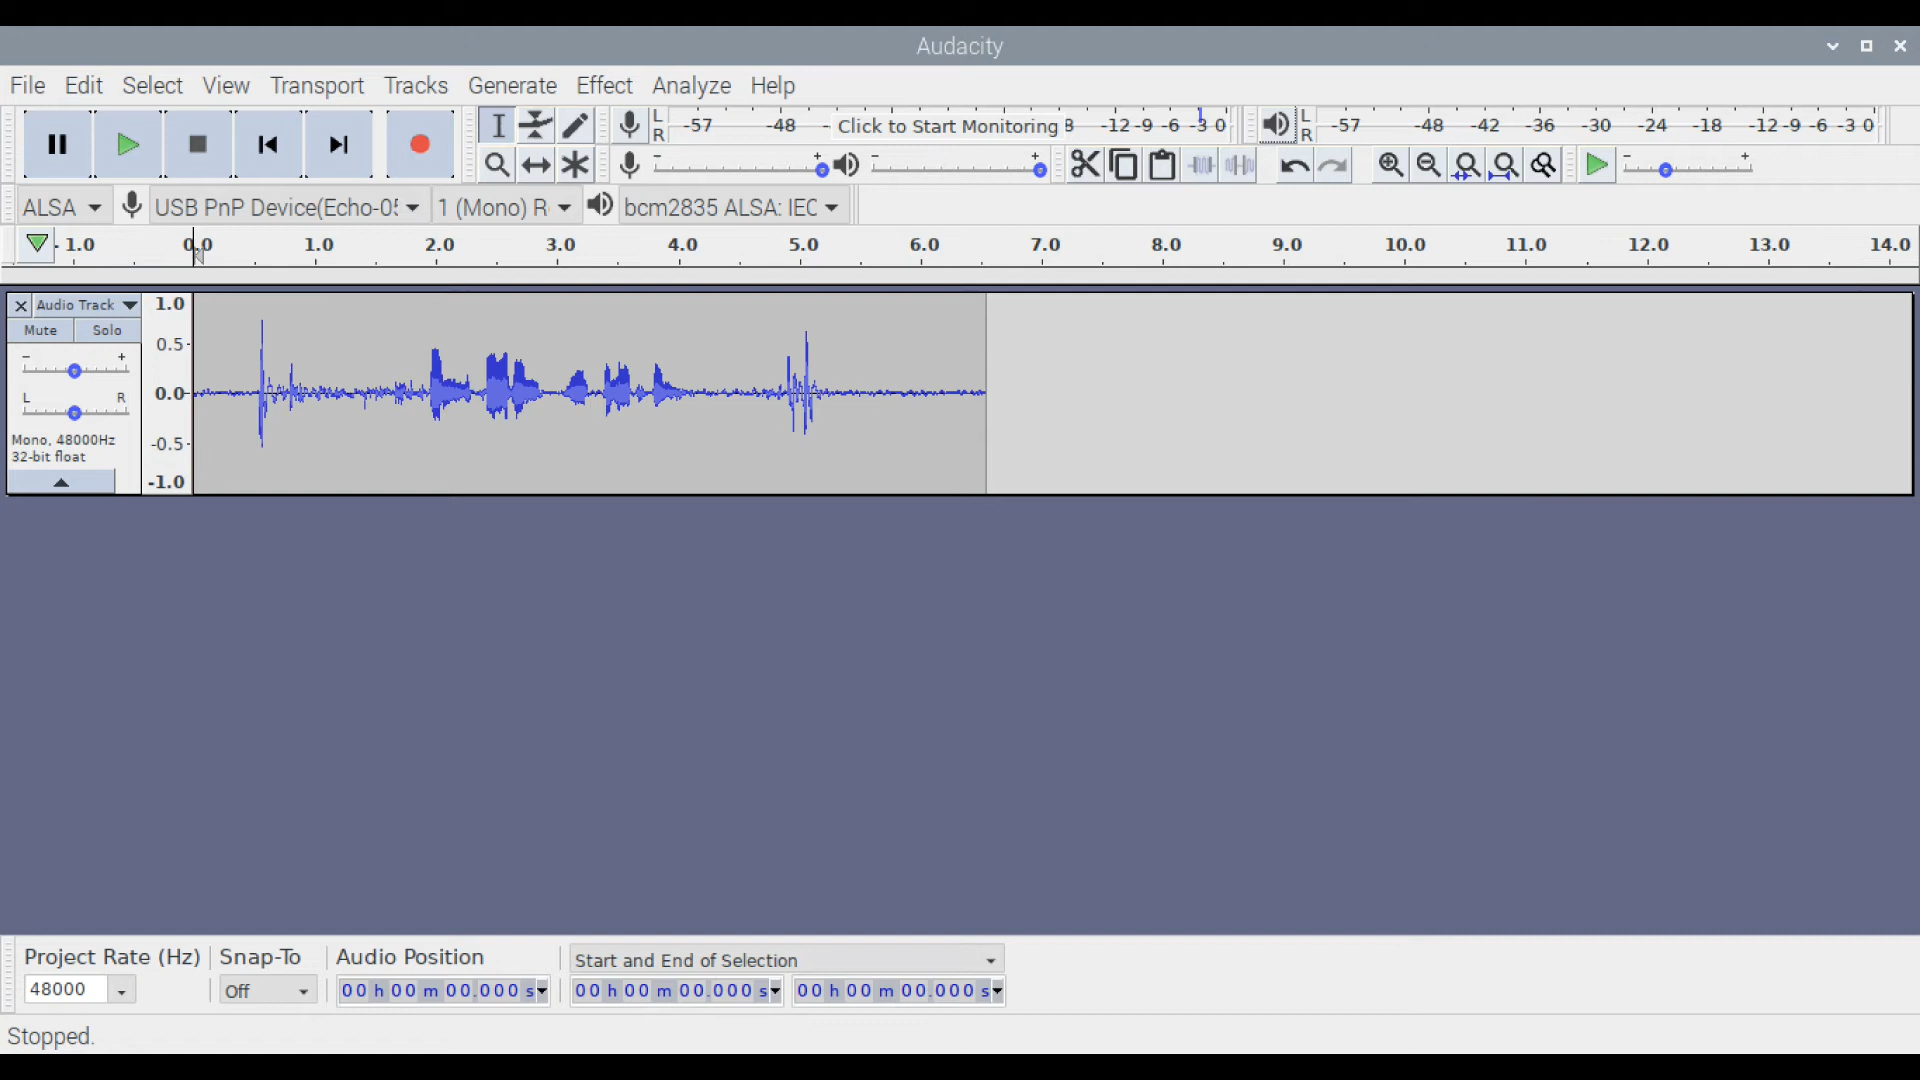 Audacity
File Edit Select View Transport Tracks Generate Effect Analyze Help
L R -57 -48 - Click to Start Monitoring 8 -12 -9 -6 -3 0
L R -57 -48 -42 -36 -30 -24 -18 -12 -9 -6 -3 0
- + - + - +
ALSA USB PnP Device(Echo-05 1 (Mono) R bcm2835 ALSA: IEC
- 1.0 0.0 1.0 2.0 3.0 4.0 5.0 6.0 7.0 8.0 9.0 10.0 11.0 12.0 13.0 14.0
Audio Track
Mute Solo
- +
L R
Mono, 48000Hz
32-bit float
1.0
0.5
0.0
-0.5
-1.0
Project Rate (Hz) Snap-To Audio Position Start and End of Selection
48000 Off 00 h 00 m 00.000 s 00 h 00 m 00.000 s 00 h 00 m 00.000 s
Stopped.